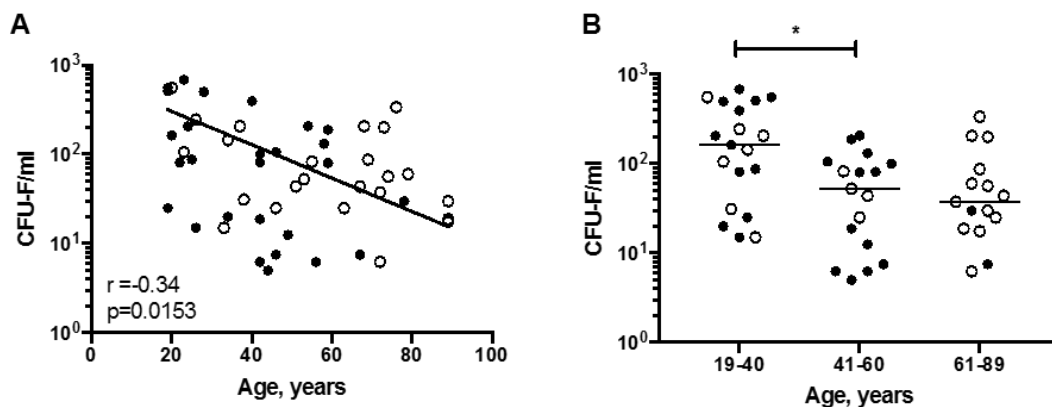 A
CFU-F/ml
10³
10²
10¹
10⁰
r =-0.34
p=0.0153
0 20 40 60 80 100
Age, years
B
*
CFU-F/ml
10³
10²
10¹
10⁰
19-40 41-60 61-89
Age, years